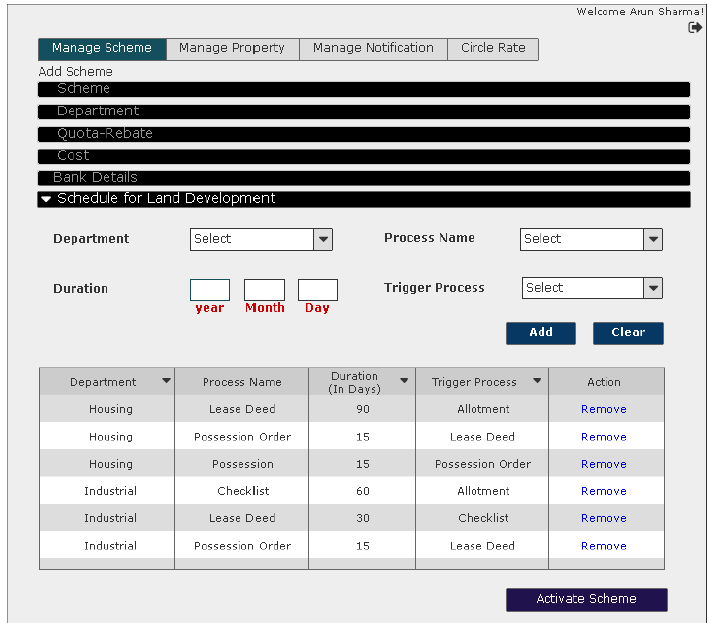 Welcome Arun Sharma!
Manage Scheme Manage Property Manage Notification Circle Rate
Add Scheme
Scheme
Department
Quota-Rebate
Cost
Bank Details
Schedule for Land Development
Department Select Process Name Select
Duration Trigger Process Select
year Month Day
Add Clear
Department Process Name Duration (In Days) Trigger Process Action
Housing Lease Deed 90 Allotment Remove
Housing Possession Order 15 Lease Deed Remove
Housing Possession 15 Possession Order Remove
Industrial Checklist 60 Allotment Remove
Industrial Lease Deed 30 Checklist Remove
Industrial Possession Order 15 Lease Deed Remove
Activate Scheme